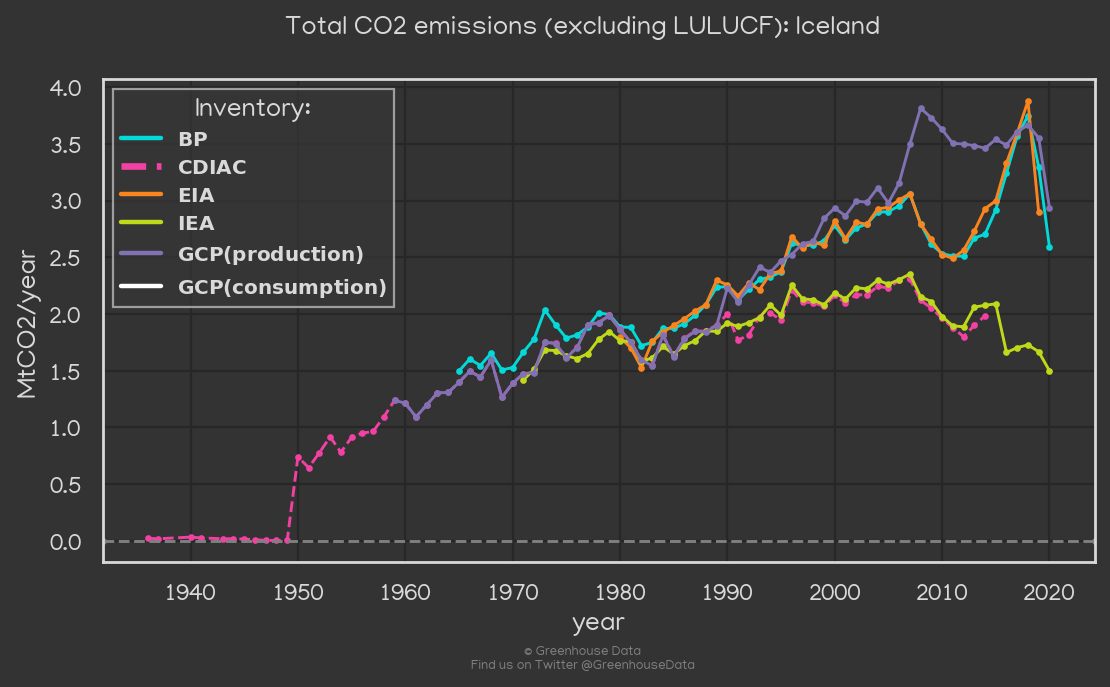 Total CO2 emissions (excluding LULUCF): Iceland
MtCO2/year
4.0
3.5
3.0
2.5
2.0
1.5
1.0
0.5
0.0
Inventory:
BP
CDIAC
EIA
IEA
GCP(production)
GCP(consumption)
1940 1950 1960 1970 1980 1990 2000 2010 2020
year
© Greenhouse Data
Find us on Twitter @GreenhouseData